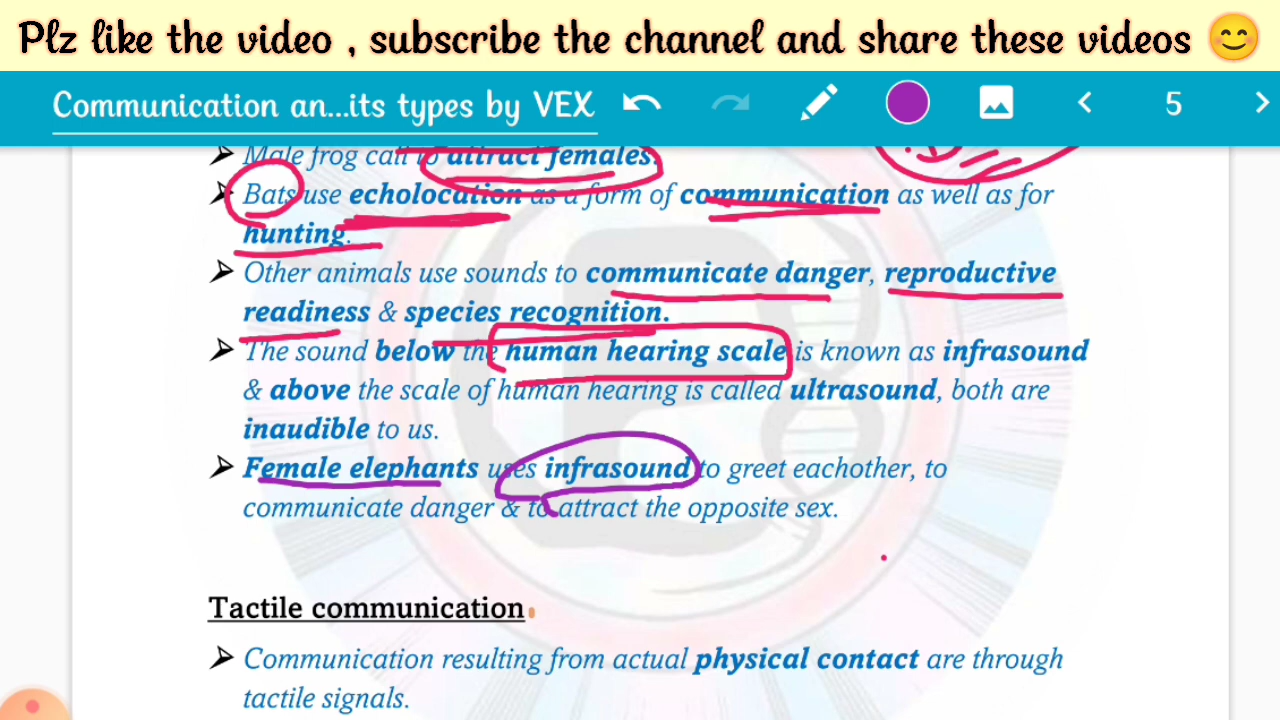 Plz like the video , subscribe the channel and share these videos 😊
Communication an...its types by VEX
5
Male frog call to attract females.
Bats use echolocation as a form of communication as well as for
hunting.
Other animals use sounds to communicate danger, reproductive
readiness & species recognition.
The sound below the human hearing scale is known as infrasound
& above the scale of human hearing is called ultrasound, both are
inaudible to us.
Female elephants uses infrasound to greet eachother, to
communicate danger & to attract the opposite sex.
Tactile communication
Communication resulting from actual physical contact are through
tactile signals.